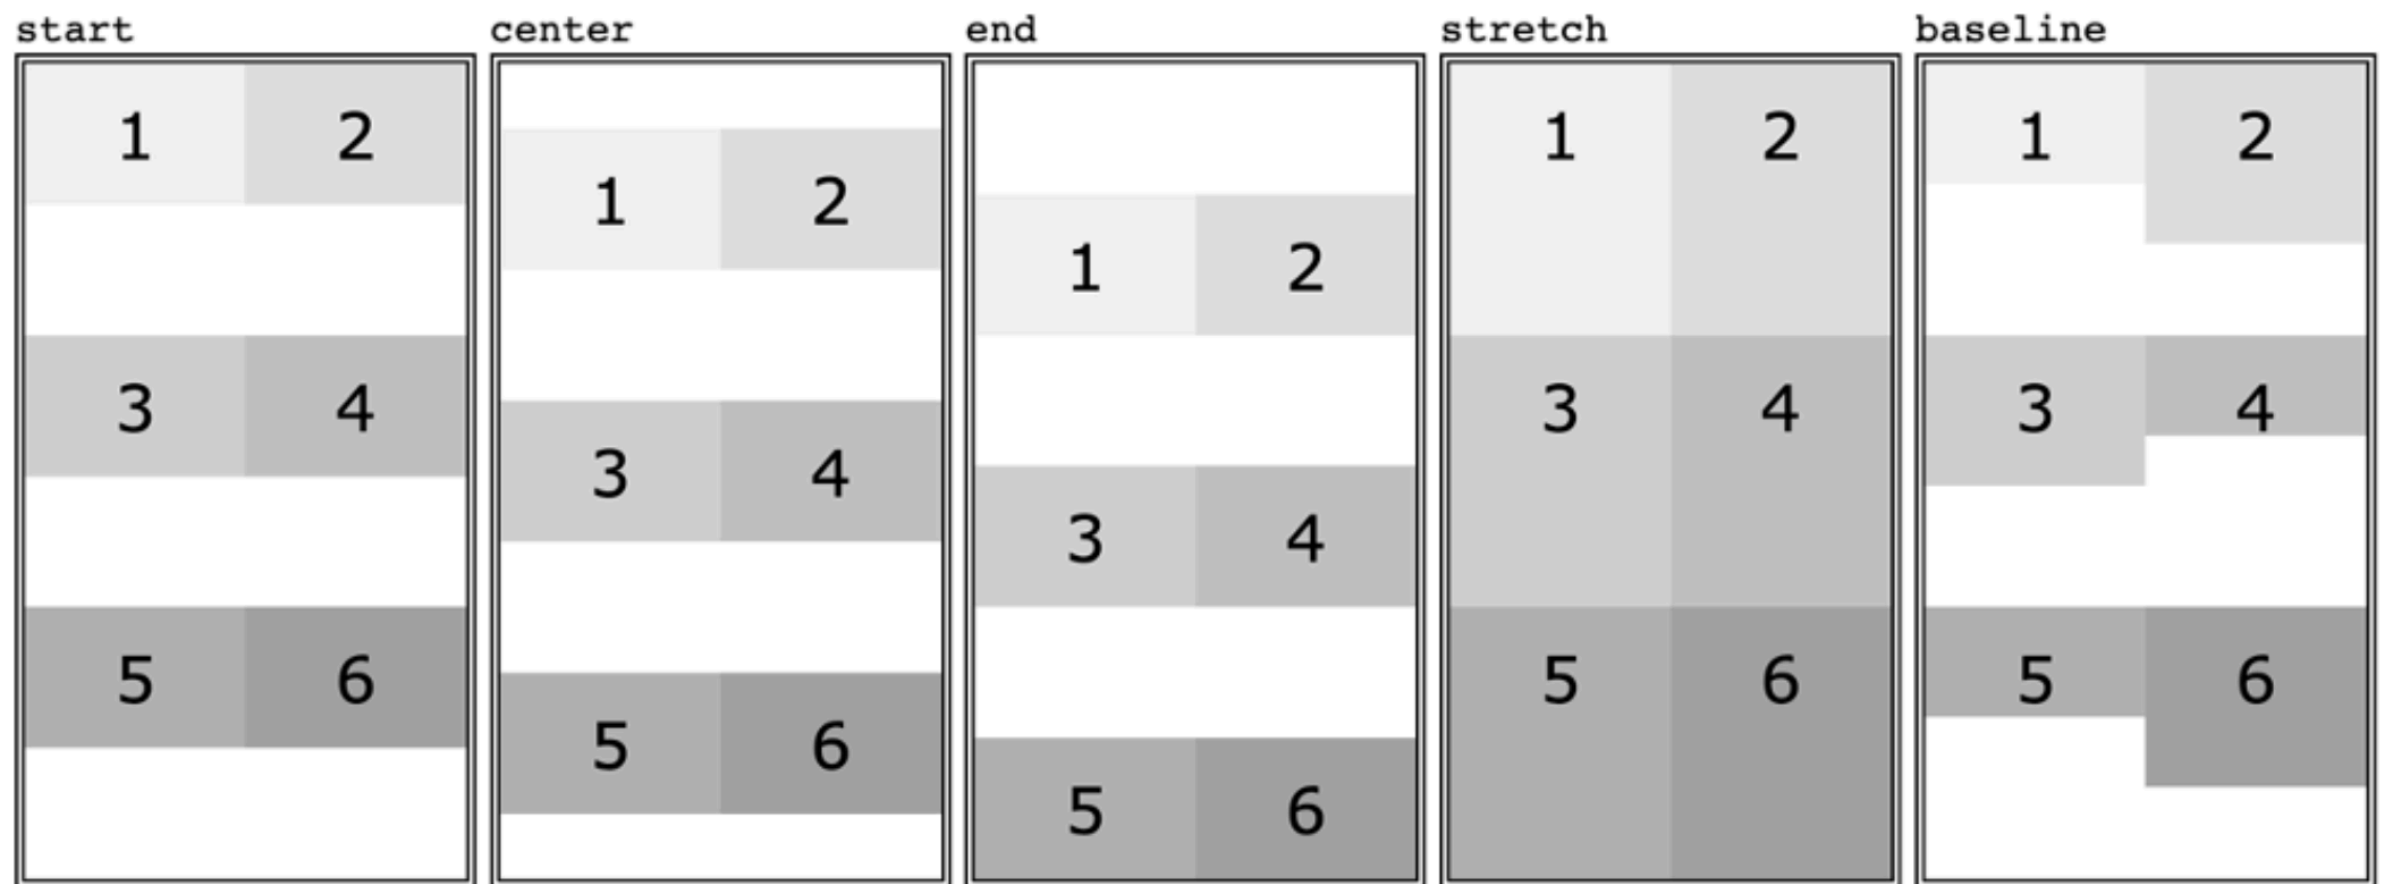 start center end stretch baseline
1 2 1 2 1 2 1 2 1 2
3 4 3 4 3 4 3 4 3 4
5 6 5 6 5 6 5 6 5 6